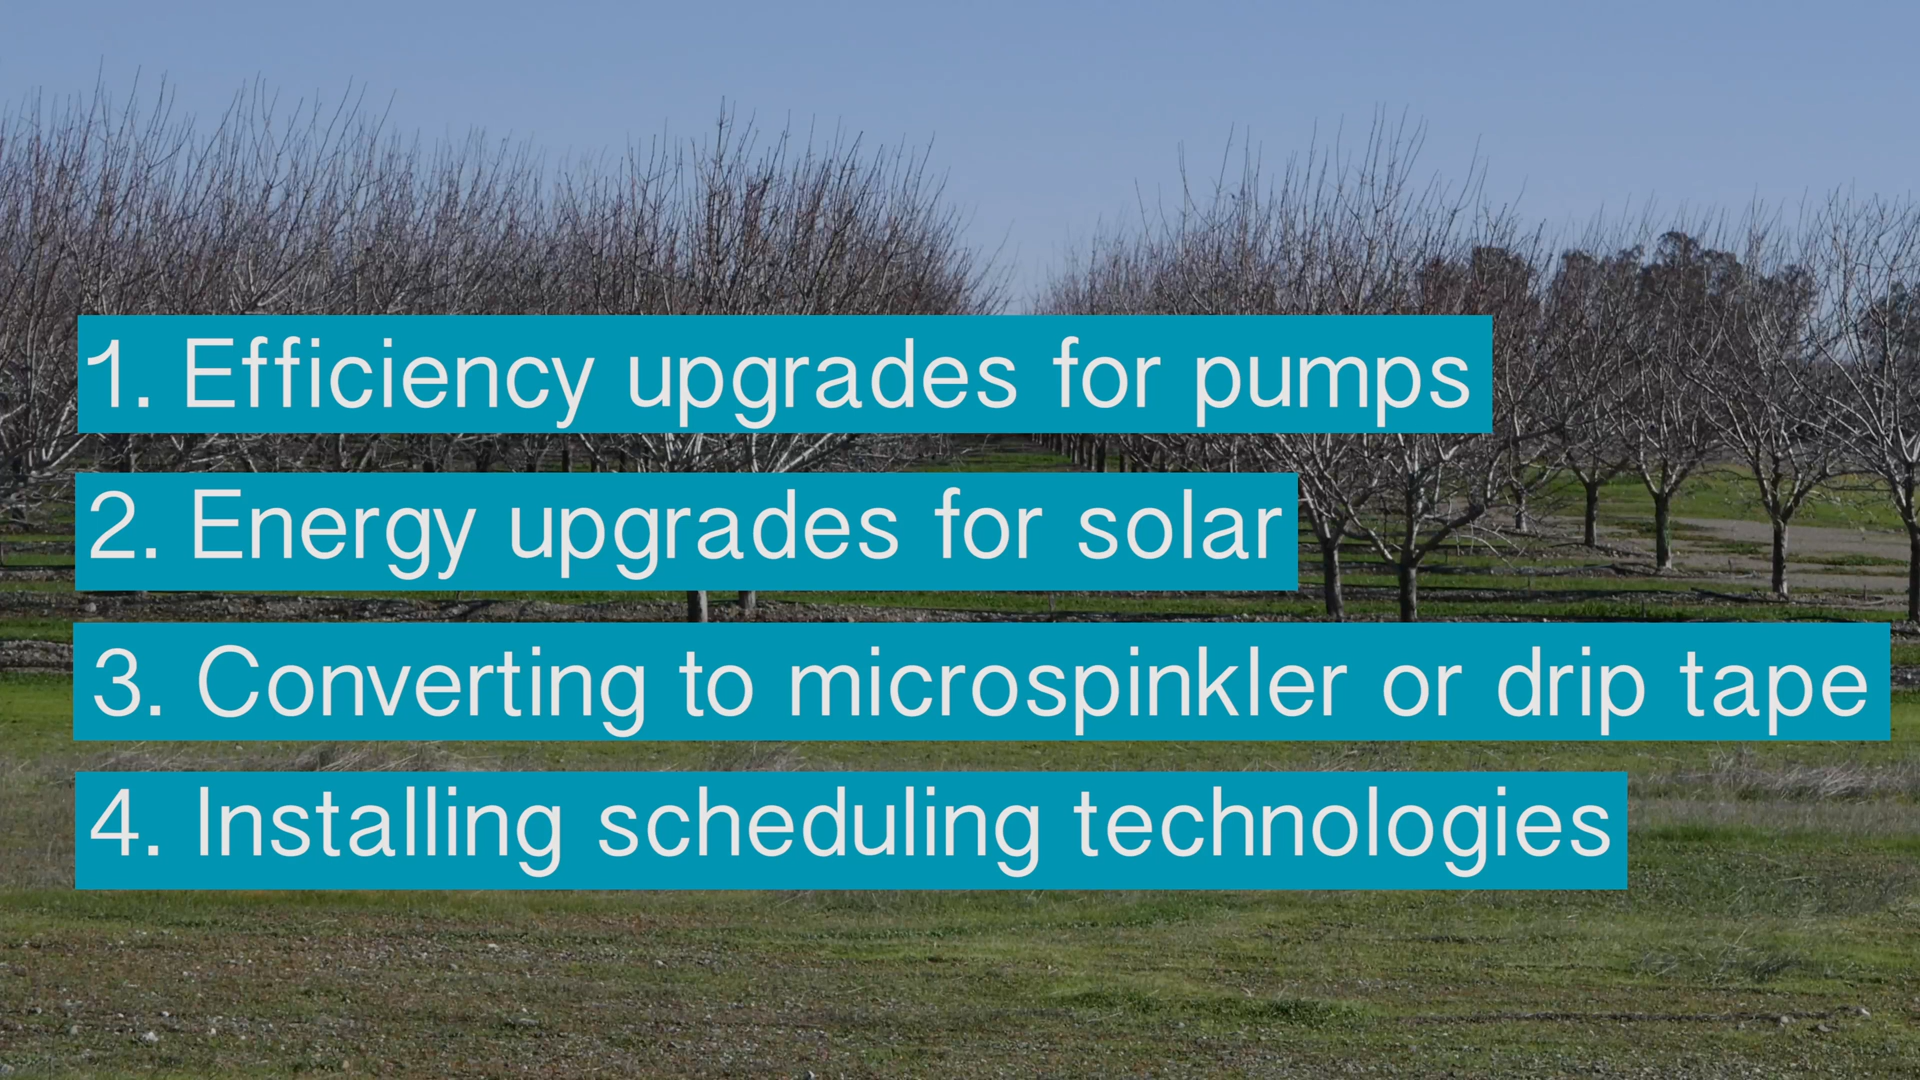 1. Efficiency upgrades for pumps
2. Energy upgrades for solar
3. Converting to microspinkler or drip tape
4. Installing scheduling technologies